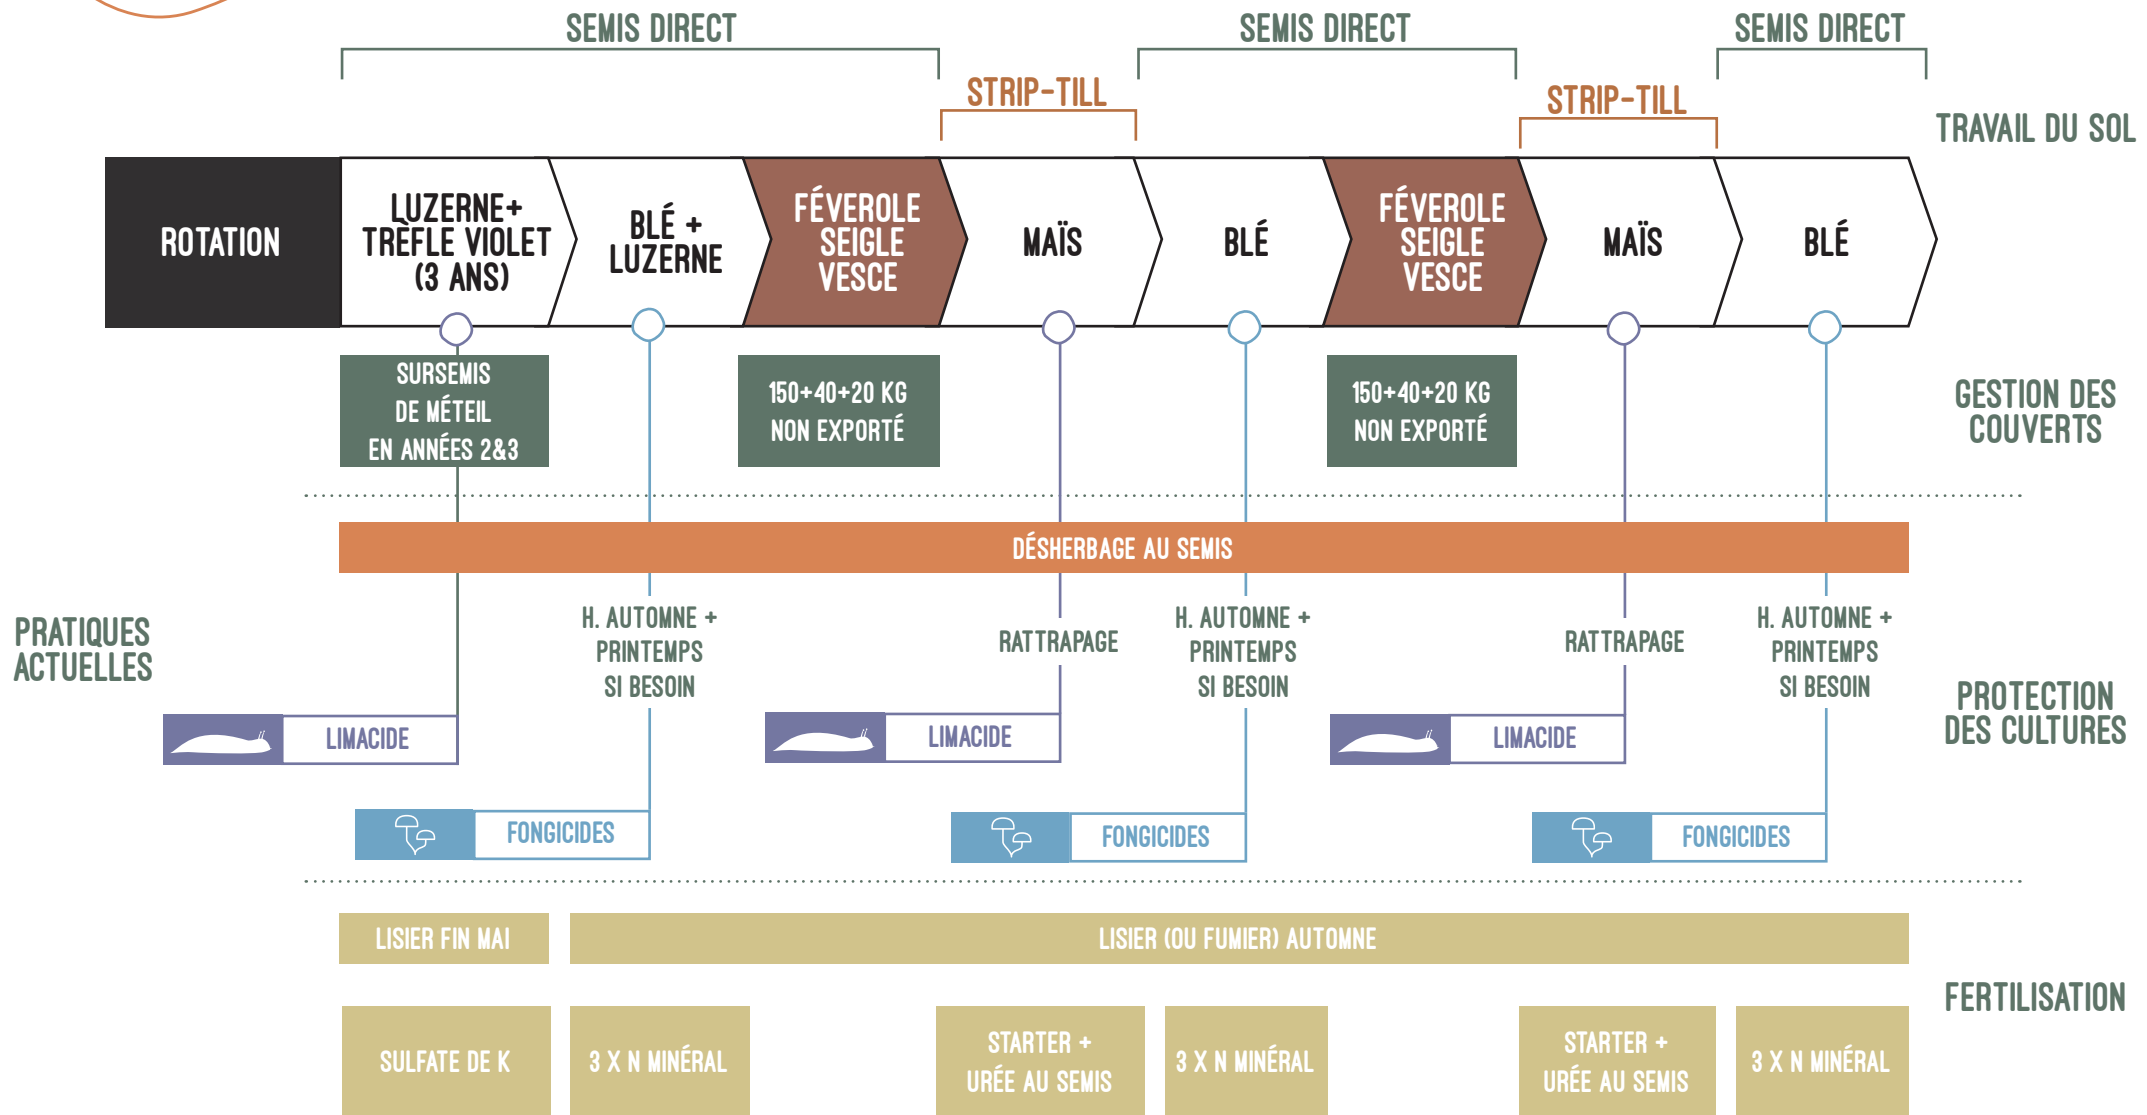 SEMIS DIRECT
SEMIS DIRECT
SEMIS DIRECT
STRIP-TILL
STRIP-TILL
TRAVAIL DU SOL
ROTATION
LUZERNE+
TRÈFLE VIOLET
(3 ANS)
BLÉ +
LUZERNE
FÉVEROLE
SEIGLE
VESCE
MAÏS
BLÉ
FÉVEROLE
SEIGLE
VESCE
MAÏS
BLÉ
SURSEMIS
DE MÉTEIL
EN ANNÉES 2&3
150+40+20 KG
NON EXPORTÉ
150+40+20 KG
NON EXPORTÉ
GESTION DES
COUVERTS
DÉSHERBAGE AU SEMIS
PRATIQUES
ACTUELLES
H. AUTOMNE +
PRINTEMPS
SI BESOIN
RATTRAPAGE
H. AUTOMNE +
PRINTEMPS
SI BESOIN
RATTRAPAGE
H. AUTOMNE +
PRINTEMPS
SI BESOIN
PROTECTION
DES CULTURES
LIMACIDE
LIMACIDE
LIMACIDE
FONGICIDES
FONGICIDES
FONGICIDES
LISIER FIN MAI
LISIER (OU FUMIER) AUTOMNE
FERTILISATION
SULFATE DE K
3 X N MINÉRAL
STARTER +
URÉE AU SEMIS
3 X N MINÉRAL
STARTER +
URÉE AU SEMIS
3 X N MINÉRAL